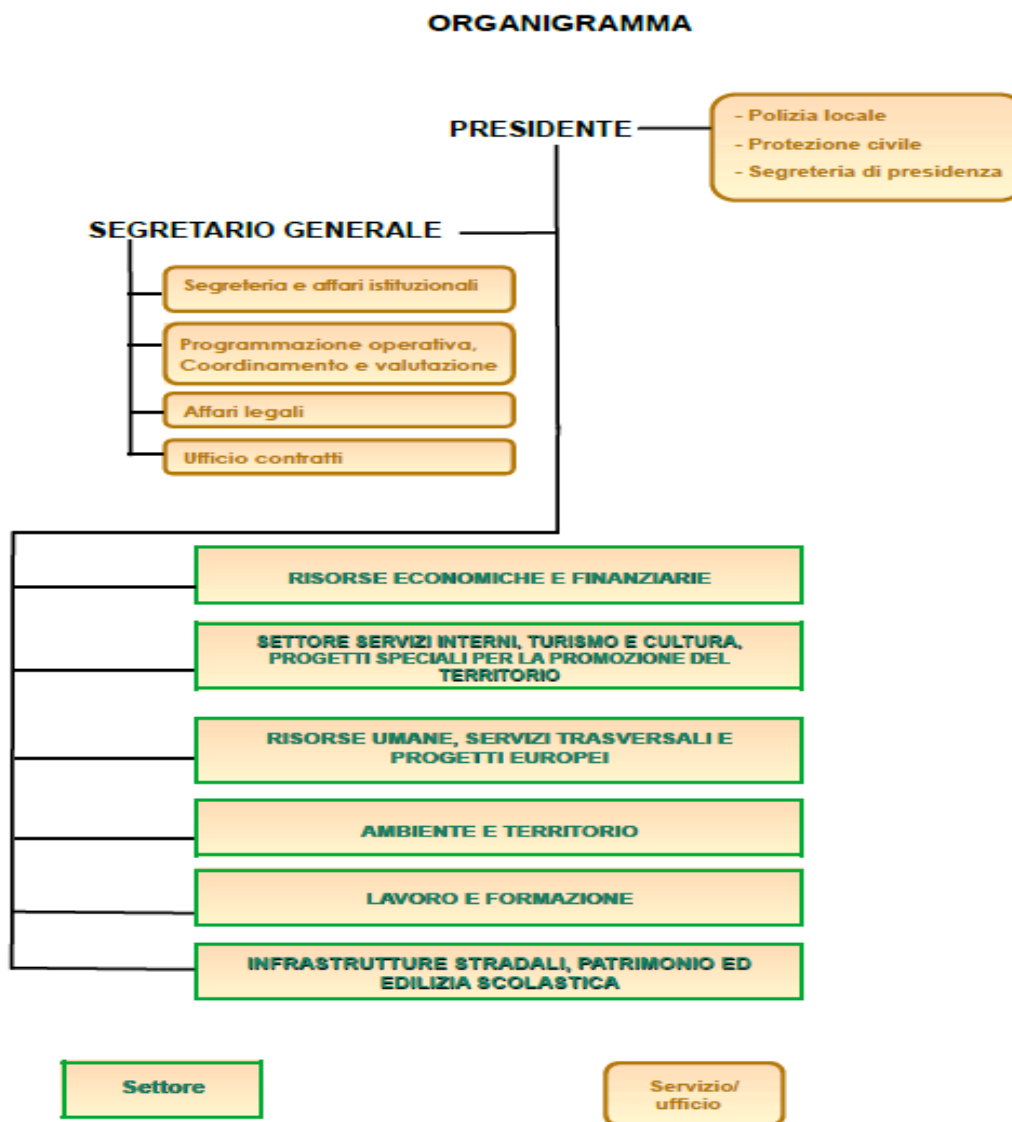 ORGANIGRAMMA
PRESIDENTE
- Polizia locale
- Protezione civile
- Segreteria di presidenza
SEGRETARIO GENERALE
Segreteria e affari istituzionali
Programmazione operativa,
Coordinamento e valutazione
Affari legali
Ufficio contratti
RISORSE ECONOMICHE E FINANZIARIE
SETTORE SERVIZI INTERNI, TURISMO E CULTURA,
PROGETTI SPECIALI PER LA PROMOZIONE DEL
TERRITORIO
RISORSE UMANE, SERVIZI TRASVERSALI E
PROGETTI EUROPEI
AMBIENTE E TERRITORIO
LAVORO E FORMAZIONE
INFRASTRUTTURE STRADALI, PATRIMONIO ED
EDILIZIA SCOLASTICA
Settore
Servizio/
ufficio